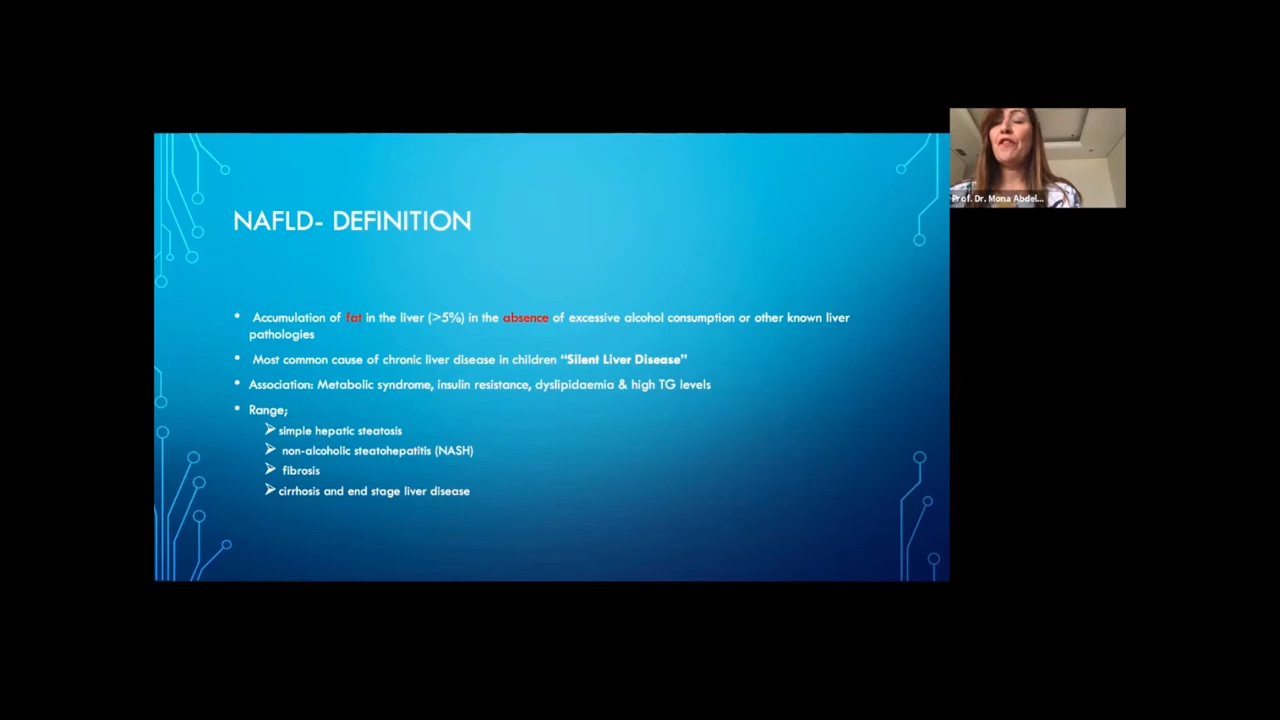 NAFLD- DEFINITION
• Accumulation of fat in the liver (>5%) in the absence of excessive alcohol consumption or other known liver
pathologies
• Most common cause of chronic liver disease in children “Silent Liver Disease”
• Association: Metabolic syndrome, insulin resistance, dyslipidaemia & high TG levels
• Range;
➢ simple hepatic steatosis
➢ non-alcoholic steatohepatitis (NASH)
➢ fibrosis
➢ cirrhosis and end stage liver disease
Prof. Dr. Mona Abdel...